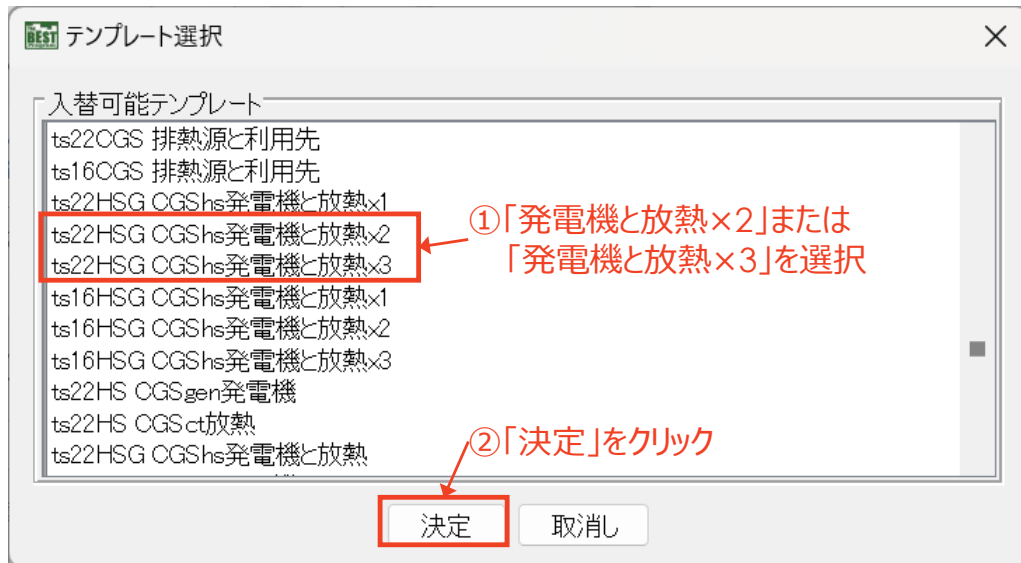 The BEST Program テンプレート選択
入替可能テンプレート
ts22CGS 排熱源と利用先
ts16CGS 排熱源と利用先
ts22HSG CGShs発電機と放熱x1
ts22HSG CGShs発電機と放熱x2
ts22HSG CGShs発電機と放熱x3
①「発電機と放熱×2」または
「発電機と放熱×3」を選択
ts16HSG CGShs発電機と放熱x1
ts16HSG CGShs発電機と放熱x2
ts16HSG CGShs発電機と放熱x3
ts22HS CGSgen発電機
ts22HS CGSct放熱
ts22HSG CGShs発電機と放熱
②「決定」をクリック
決定 取消し